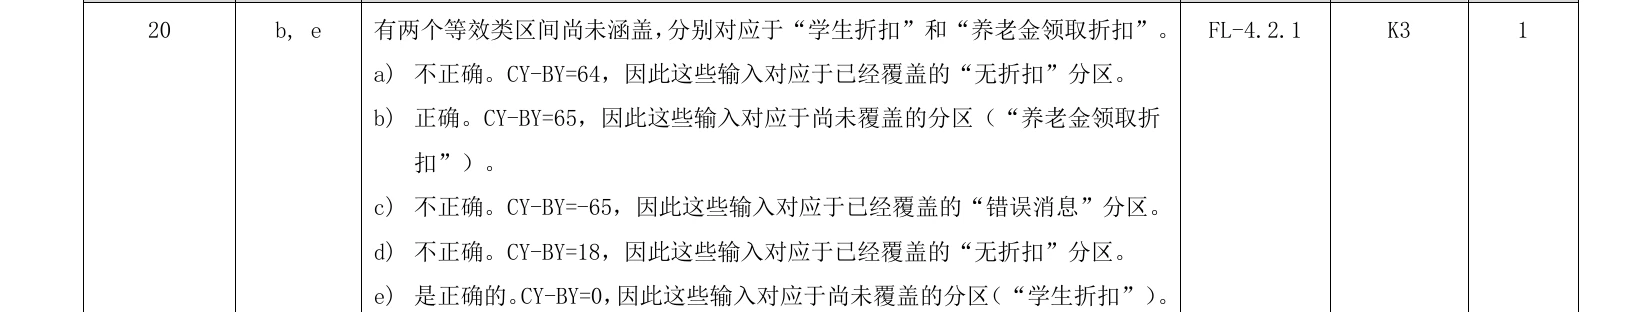 20 b, e 有两个等效类区间尚未涵盖，分别对应于“学生折扣”和“养老金领取折扣”。 FL-4.2.1 K3 1
a) 不正确。CY-BY=64，因此这些输入对应于已经覆盖的“无折扣”分区。
b) 正确。CY-BY=65，因此这些输入对应于尚未覆盖的分区（“养老金领取折
扣”）。
c) 不正确。CY-BY=-65，因此这些输入对应于已经覆盖的“错误消息”分区。
d) 不正确。CY-BY=18，因此这些输入对应于已经覆盖的“无折扣”分区。
e) 是正确的。CY-BY=0，因此这些输入对应于尚未覆盖的分区（“学生折扣”）。